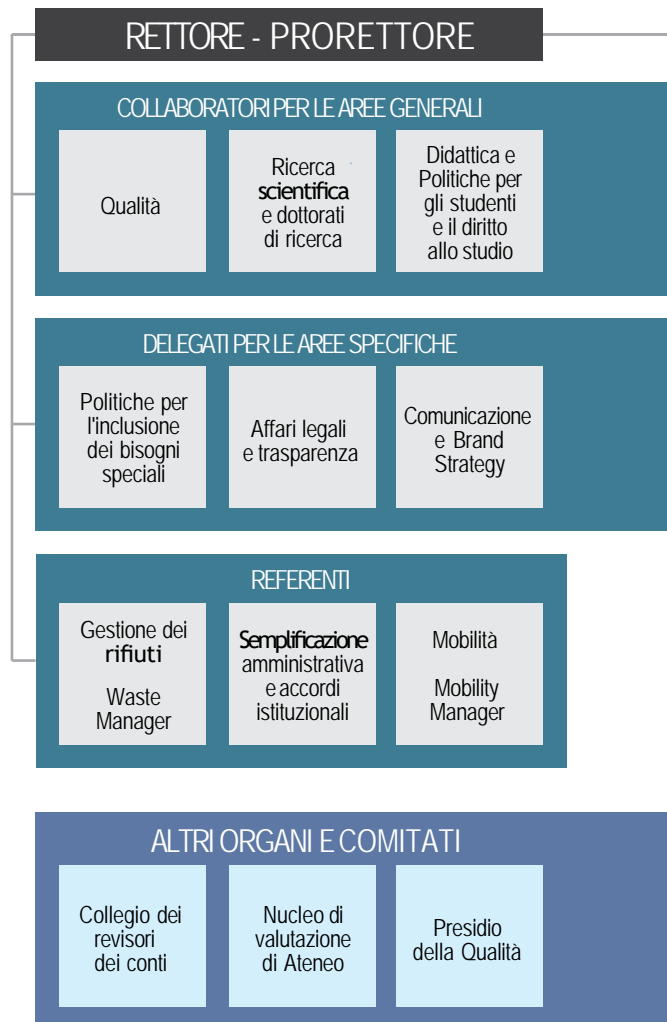 RETTORE - PRORETTORE
COLLABORATORI PER LE AREE GENERALI
Qualità
Ricerca
scientifica
e dottorati
di ricerca
Didattica e
Politiche per
gli studenti
e il diritto
allo studio
DELEGATI PER LE AREE SPECIFICHE
Politiche per
l'inclusione
dei bisogni
speciali
Affari legali
e trasparenza
Comunicazione
e Brand
Strategy
REFERENTI
Gestione dei
rifiuti
Waste
Manager
Semplificazione
amministrativa
e accordi
istituzionali
Mobilità
Mobility
Manager
ALTRI ORGANI E COMITATI
Collegio dei
revisori
dei conti
Nucleo di
valutazione
di Ateneo
Presidio
della Qualità